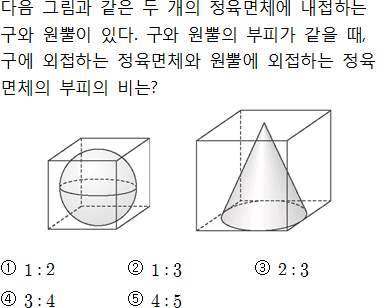 다음 그림과 같은 두 개의 정육면체에 내접하는
구와 원뿔이 있다. 구와 원뿔의 부피가 같을 때,
구에 외접하는 정육면체와 원뿔에 외접하는 정육
면체의 부피의 비는?
① 1 : 2 ② 1 : 3 ③ 2 : 3
④ 3 : 4 ⑤ 4 : 5